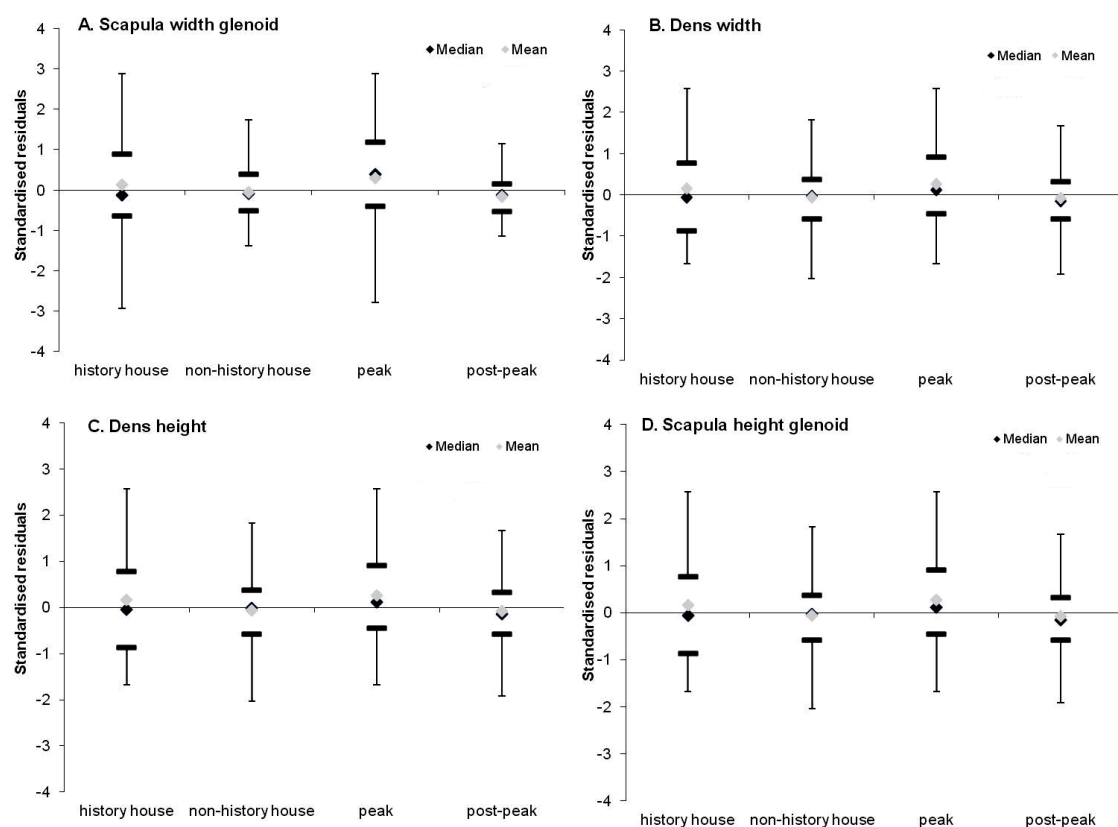 A. Scapula width glenoid
Median Mean
Standardised residuals
4
3
2
1
0
-1
-2
-3
-4
history house non-history house peak post-peak
B. Dens width
Median Mean
Standardised residuals
4
3
2
1
0
-1
-2
-3
-4
history house non-history house peak post-peak
C. Dens height
Median Mean
Standardised residuals
4
3
2
1
0
-1
-2
-3
-4
history house non-history house peak post-peak
D. Scapula height glenoid
Median Mean
Standardised residuals
4
3
2
1
0
-1
-2
-3
-4
history house non-history house peak post-peak